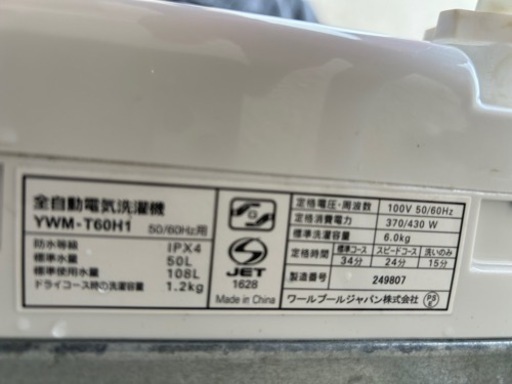 全自動電気洗濯機
YWM-T60H1 50/60Hz用
防水等級 IPX4
標準水量 50L
標準使用水量 108L
ドライコース時の洗濯容量 1.2kg
JET
1628
Made in China
定格電圧・周波数 100V 50/60Hz
定格消費電力 370/430 W
標準洗濯容量 6.0kg
定格時間 標準コース スピードコース 洗いのみ
34分 24分 15分
製造番号 249807
ワールプールジャパン株式会社 PSE